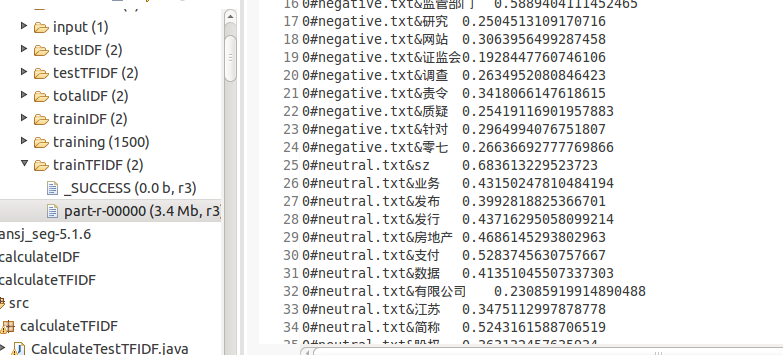 input (1)
testIDF (2)
testTFIDF (2)
totalIDF (2)
trainIDF (2)
training (1500)
trainTFIDF (2)
_SUCCESS (0.0 b, r3)
part-r-00000 (3.4 Mb, r3
ansj_seg-5.1.6
calculateIDF
calculateTFIDF
src
calculateTFIDF
CalculateTestTFIDF.java
16 0#negative.txt&监管部门 0.5889404111452465
17 0#negative.txt&研究 0.2504513109170716
18 0#negative.txt&网站 0.3063956499287458
19 0#negative.txt&证监会 0.1928447760746106
20 0#negative.txt&调查 0.2634952080846423
21 0#negative.txt&责令 0.3418066147618615
22 0#negative.txt&质疑 0.25419116901957883
23 0#negative.txt&针对 0.2964994076751807
24 0#negative.txt&零七 0.26636692777769866
25 0#neutral.txt&sz 0.683613229523723
26 0#neutral.txt&业务 0.43150247810484194
27 0#neutral.txt&发布 0.3992818825366701
28 0#neutral.txt&发行 0.43716295058099214
29 0#neutral.txt&房地产 0.4686145293802963
30 0#neutral.txt&支付 0.5283745630757667
31 0#neutral.txt&数据 0.41351045507337303
32 0#neutral.txt&有限公司 0.23085919914890488
33 0#neutral.txt&江苏 0.3475112997878778
34 0#neutral.txt&简称 0.5243161588706519